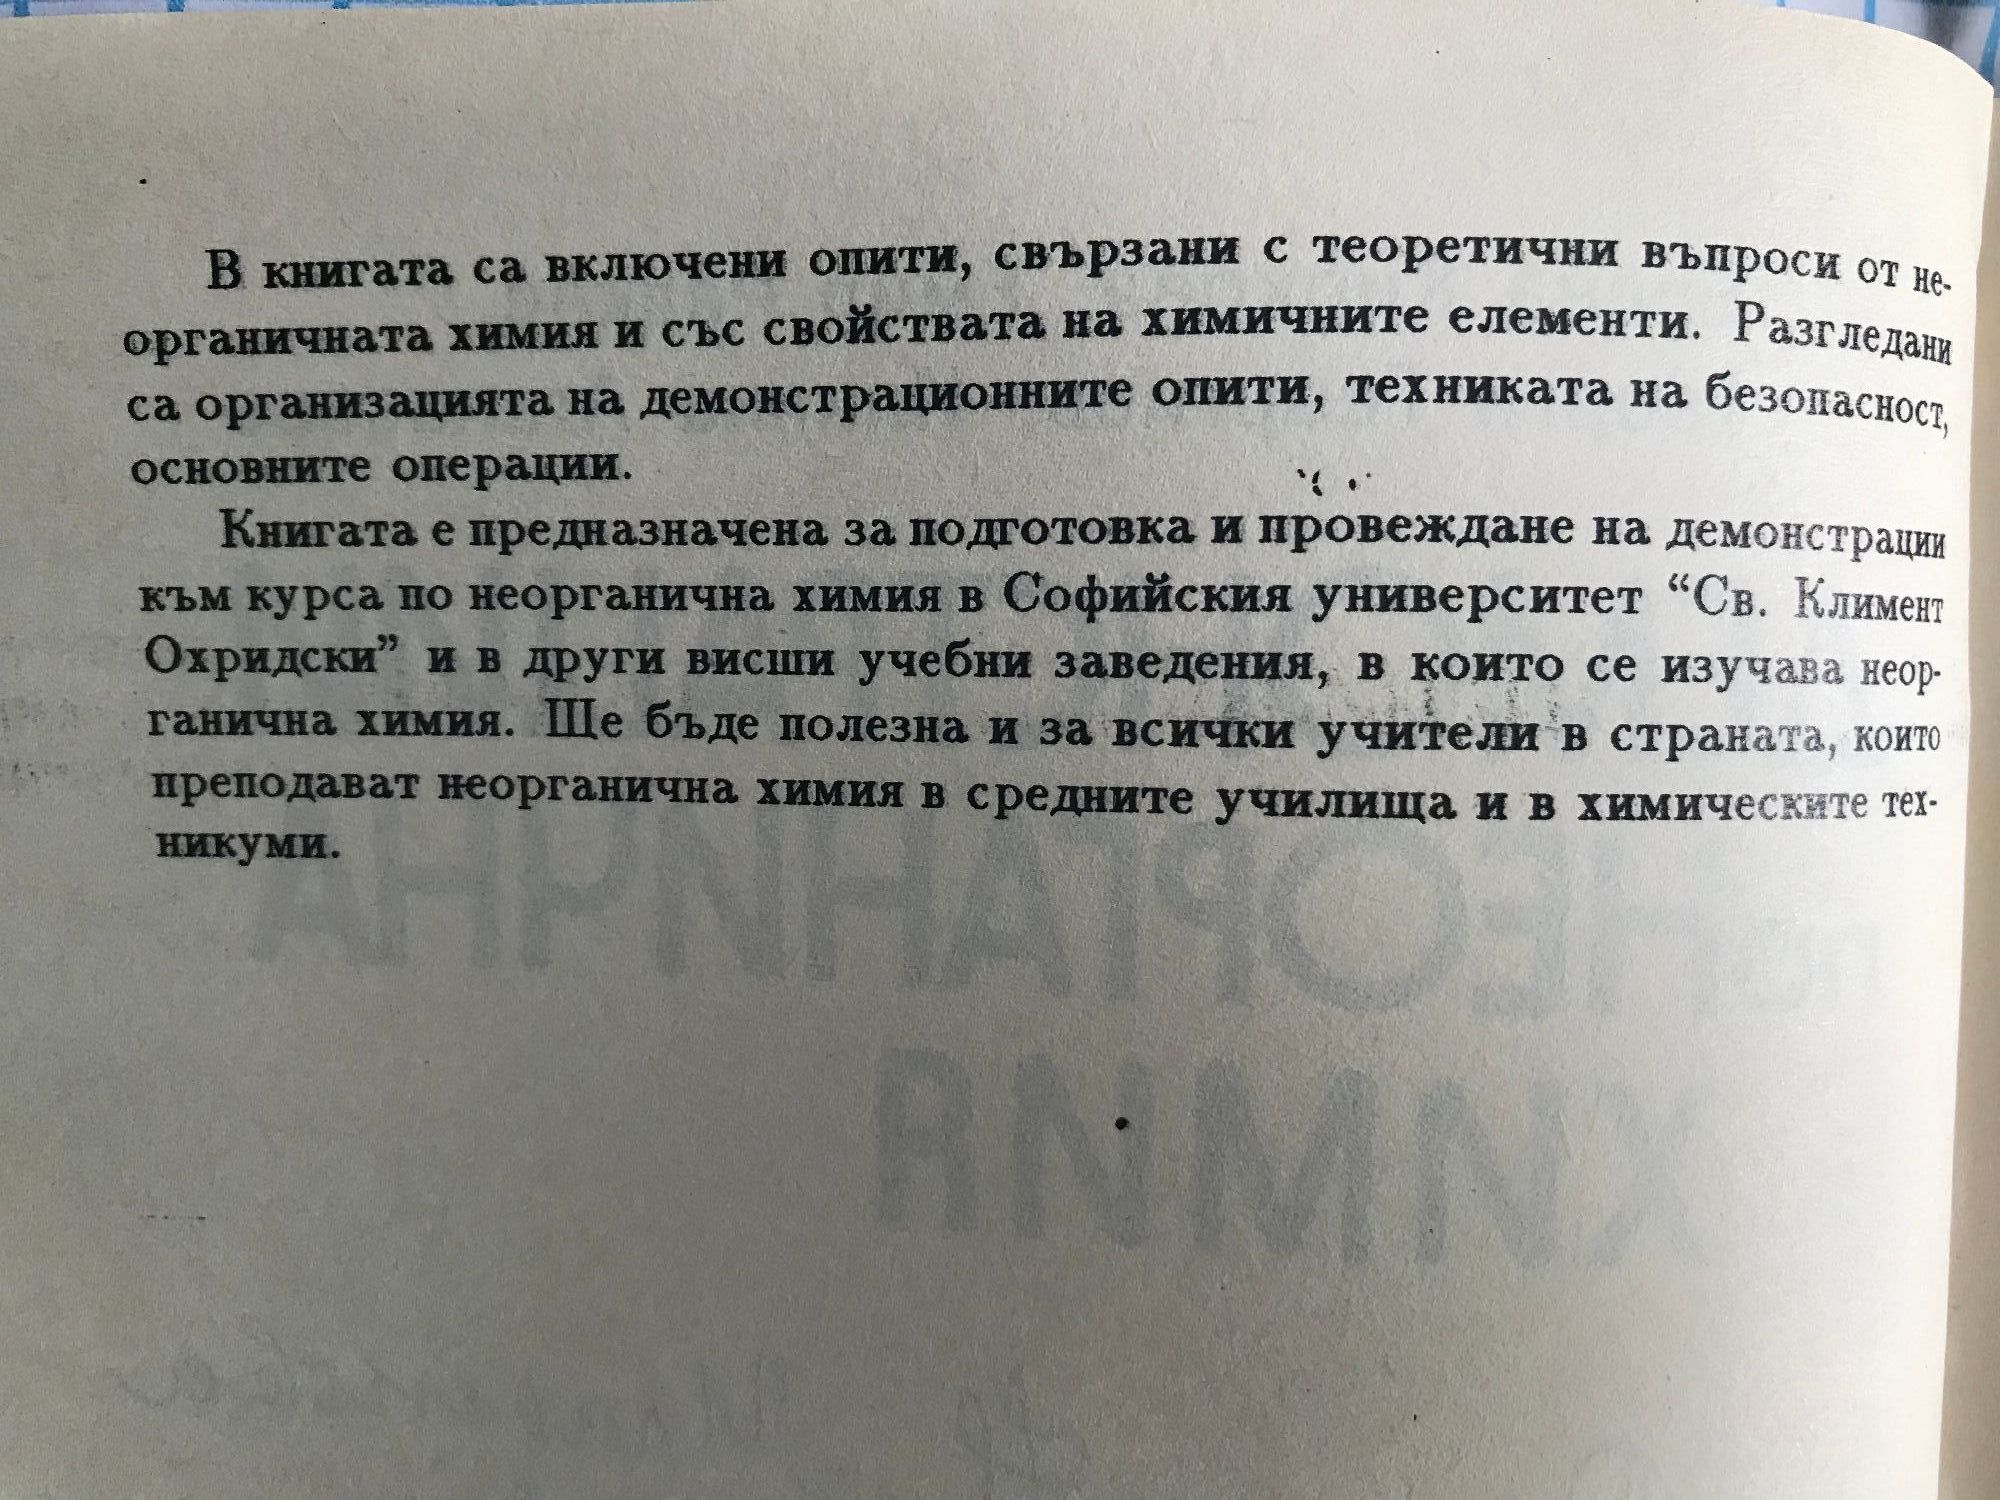 В книгата са включени опити, свързани с теоретични въпроси от не-
органичната химия и със свойствата на химичните елементи. Разгледани
са организацията на демонстрационните опити, техниката на безопасност,
основните операции.
Книгата е предназначена за подготовка и провеждане на демонстрации
към курса по неорганична химия в Софийския университет “Св. Климент
Охридски” и в други висши учебни заведения, в които се изучава неор-
ганична химия. Ще бъде полезна и за всички учители в страната, които
преподават неорганична химия в средните училища и в химическите тех-
никуми.